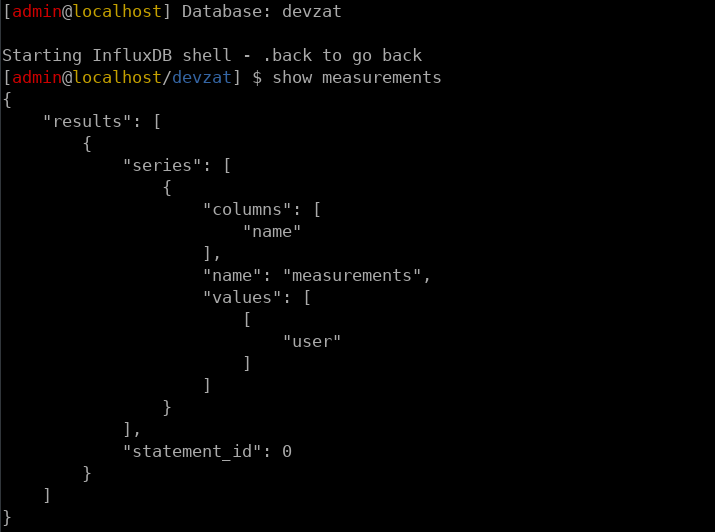 [admin@localhost] Database: devzat

Starting InfluxDB shell - .back to go back
[admin@localhost/devzat] $ show measurements
{
    "results": [
        {
            "series": [
                {
                    "columns": [
                        "name"
                    ],
                    "name": "measurements",
                    "values": [
                        [
                            "user"
                        ]
                    ]
                }
            ],
            "statement_id": 0
        }
    ]
}